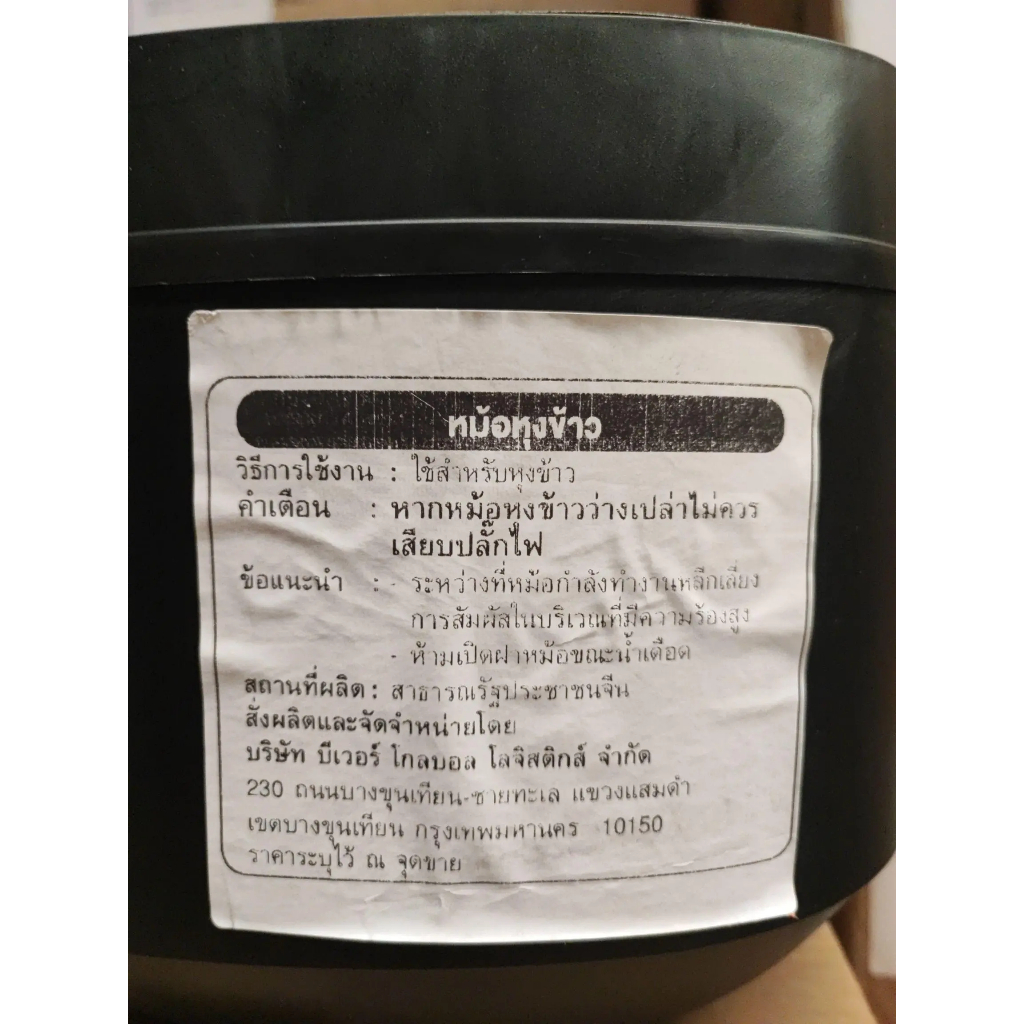 หม้อหุงข้าว
วิธีการใช้งาน : ใช้สำหรับหุงข้าว
คำเตือน : หากหม้อหุงข้าวว่างเปล่าไม่ควร
เสียบปลั๊กไฟ
ข้อแนะนำ : - ระหว่างที่หม้อกำลังทำงานหลีกเลี่ยง
การสัมผัสในบริเวณที่มีความร้องสูง
- ห้ามเปิดฝาหม้อขณะน้ำเดือด
สถานที่ผลิต : สาธารณรัฐประชาชนจีน
สั่งผลิตและจัดจำหน่ายโดย
บริษัท บีเวอร์ โกลบอล โลจิสติกส์ จำกัด
230 ถนนบางขุนเทียน-ชายทะเล แขวงแสมดำ
เขตบางขุนเทียน กรุงเทพมหานคร 10150
ราคาระบุไว้ ณ จุดขาย